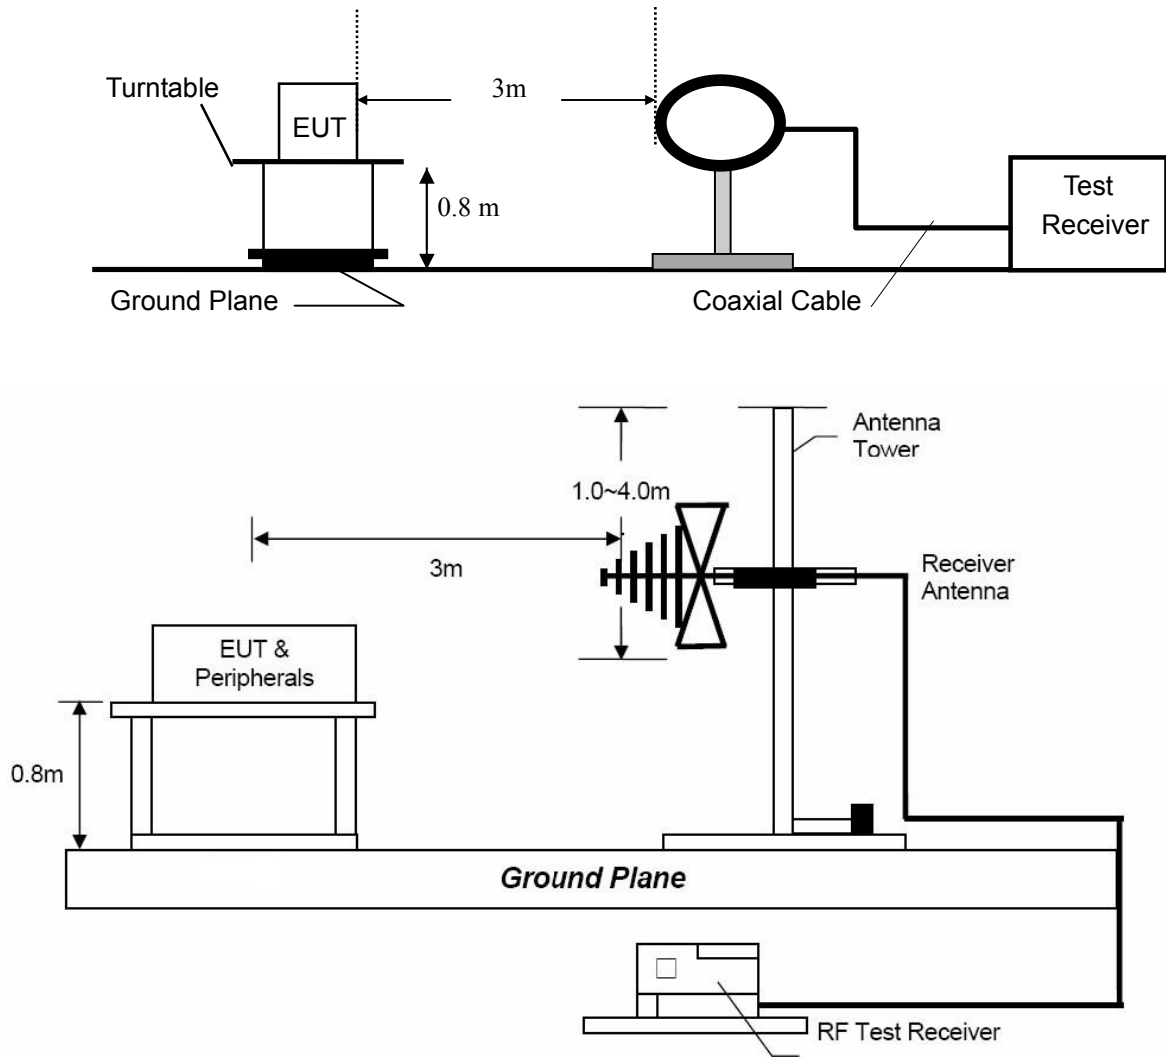 Turntable
EUT
3m
0.8 m
Test
Receiver
Ground Plane
Coaxial Cable
Antenna
Tower
1.0~4.0m
3m
Receiver
Antenna
EUT &
Peripherals
0.8m
Ground Plane
RF Test Receiver